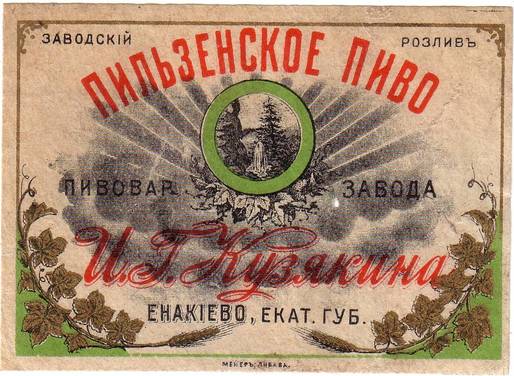 ЗАВОДСКІЙ РОЗЛИВЪ
ПИЛЬЗЕНСКОЕ ПИВО
ПИВОВАР. ЗАВОДА
И.Г. Кузякина
ЕНАКІЕВО, ЕКАТ. ГУБ.
МЕЙЕРЪ, ЛИБАВА.